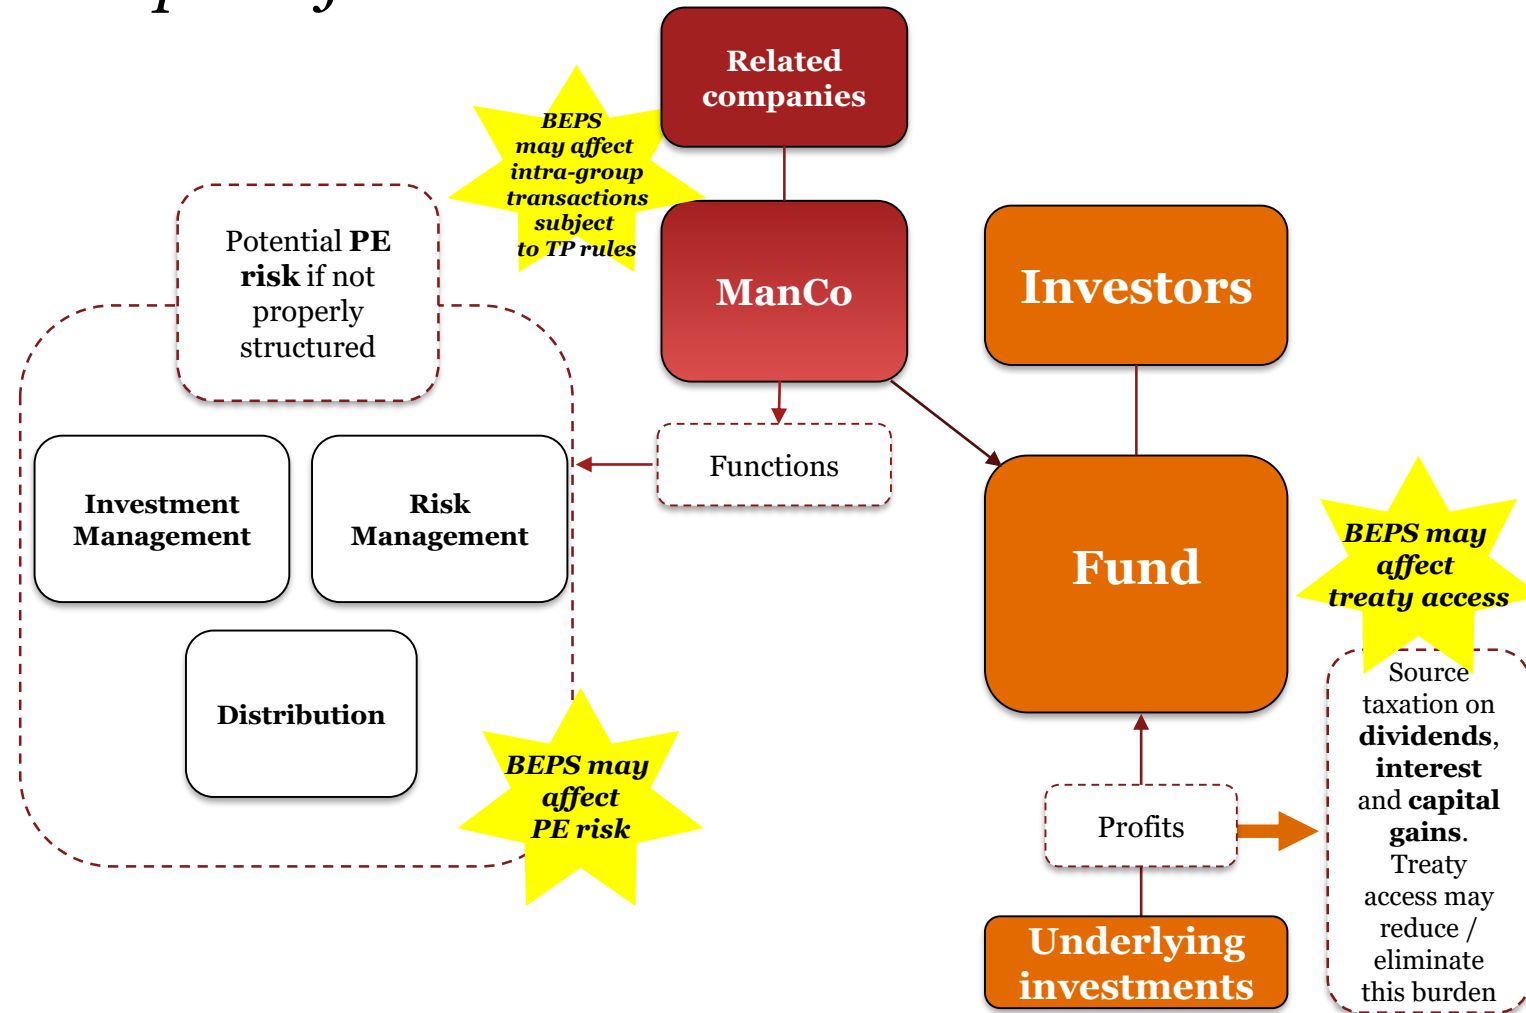 Related
companies
BEPS
may affect
intra-group
transactions
subject
to TP rules
Potential PE
risk if not
properly
structured
ManCo
Investors
Functions
Investment
Management
Risk
Management
Distribution
BEPS may
affect
PE risk
Fund
BEPS may
affect
treaty access
Source
taxation on
dividends,
interest
and capital
gains.
Treaty
access may
reduce /
eliminate
this burden
Profits
Underlying
investments